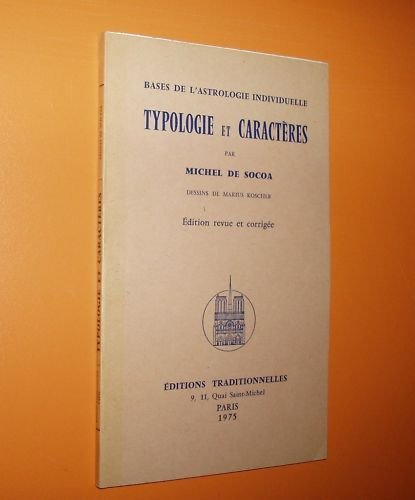 BASES DE L'ASTROLOGIE INDIVIDUELLE
TYPOLOGIE ET CARACTÈRES
PAR
MICHEL DE SOCOA
DESSINS DE MARIUS KOSCHER
Édition revue et corrigée
ÉDITIONS TRADITIONNELLES
9, 11, Quai Saint-Michel
PARIS
1975
TYPOLOGIE ET CARACTÈRES